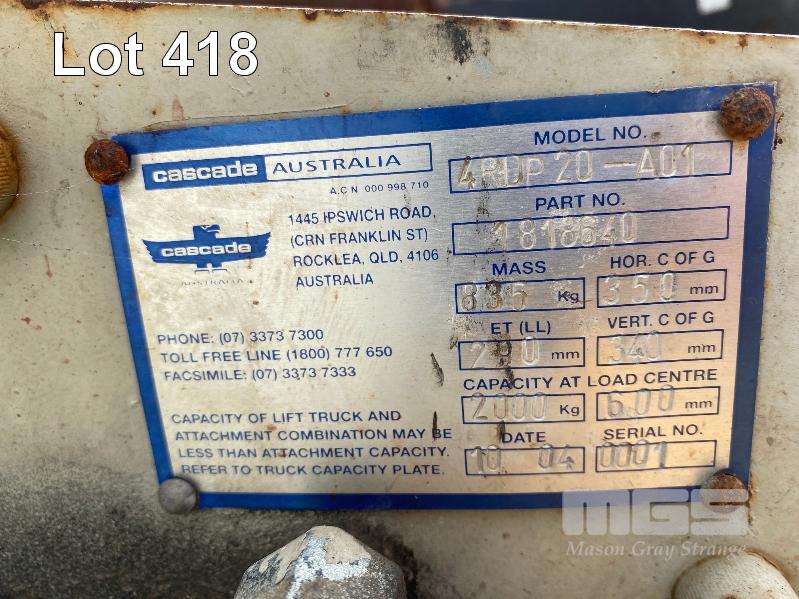 Lot 418
cascade AUSTRALIA
A.C.N 000 998 710
cascade
AUSTRALIA
1445 IPSWICH ROAD,
(CRN FRANKLIN ST)
ROCKLEA, QLD. 4106
AUSTRALIA
PHONE: (07) 3373 7300
TOLL FREE LINE (1800) 777 650
FACSIMILE: (07) 3373 7333
CAPACITY OF LIFT TRUCK AND
ATTACHMENT COMBINATION MAY BE
LESS THAN ATTACHMENT CAPACITY.
REFER TO TRUCK CAPACITY PLATE.
MODEL NO.
4RDP20-A01
PART NO.
1818640
MASS HOR. C OF G
835 Kg 350 mm
ET (LL) VERT. C OF G
290 mm 340 mm
CAPACITY AT LOAD CENTRE
2000 Kg 600 mm
DATE SERIAL NO.
10 04 0001
MGS
Mason Gray Strange